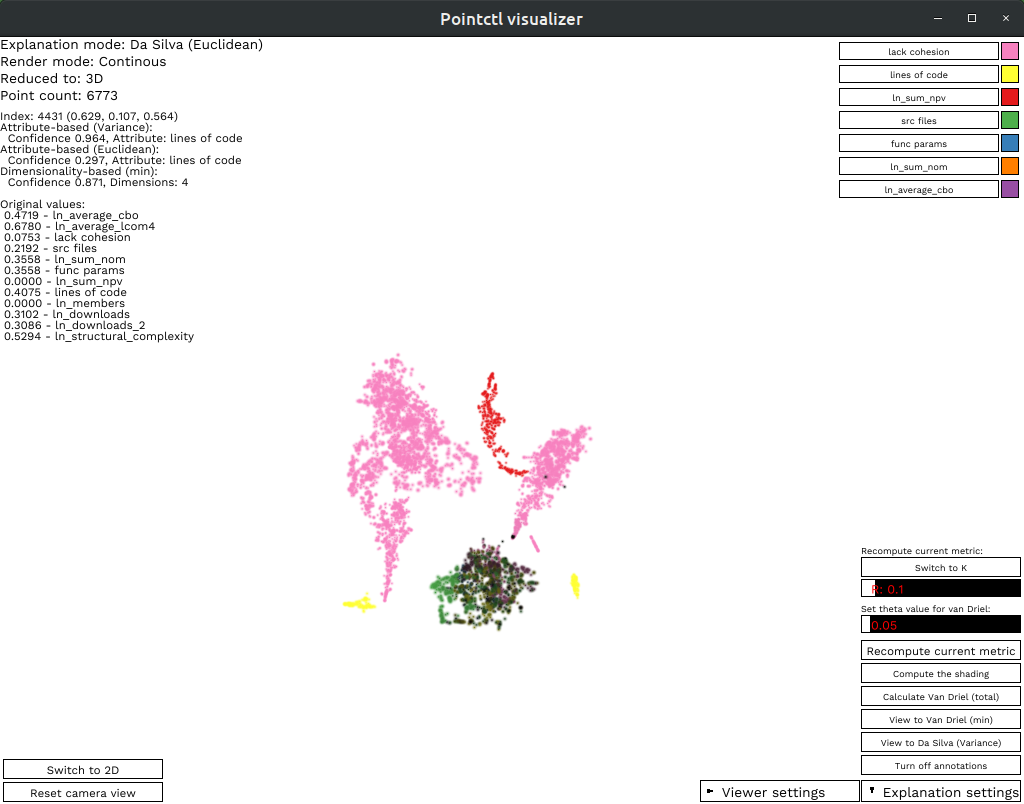 Pointctl visualizer
Explanation mode: Da Silva (Euclidean)
Render mode: Continous
Reduced to: 3D
Point count: 6773
Index: 4431 (0.629, 0.107, 0.564)
Attribute-based (Variance):
Confidence 0.964, Attribute: lines of code
Attribute-based (Euclidean):
Confidence 0.297, Attribute: lines of code
Dimensionality-based (min):
Confidence 0.871, Dimensions: 4
Original values:
0.4719 - ln_average_cbo
0.6780 - ln_average_lcom4
0.0753 - lack cohesion
0.2192 - src files
0.3558 - ln_sum_nom
0.3558 - func params
0.0000 - ln_sum_npv
0.4075 - lines of code
0.0000 - ln_members
0.3102 - ln_downloads
0.3086 - ln_downloads_2
0.5294 - ln_structural_complexity
lack cohesion
lines of code
ln_sum_npv
src files
func params
ln_sum_nom
ln_average_cbo
Recompute current metric:
Switch to K
R: 0.1
Set theta value for van Driel:
0.05
Recompute current metric
Compute the shading
Calculate Van Driel (total)
View to Van Driel (min)
View to Da Silva (Variance)
Turn off annotations
Switch to 2D
Reset camera view
Viewer settings
Explanation settings